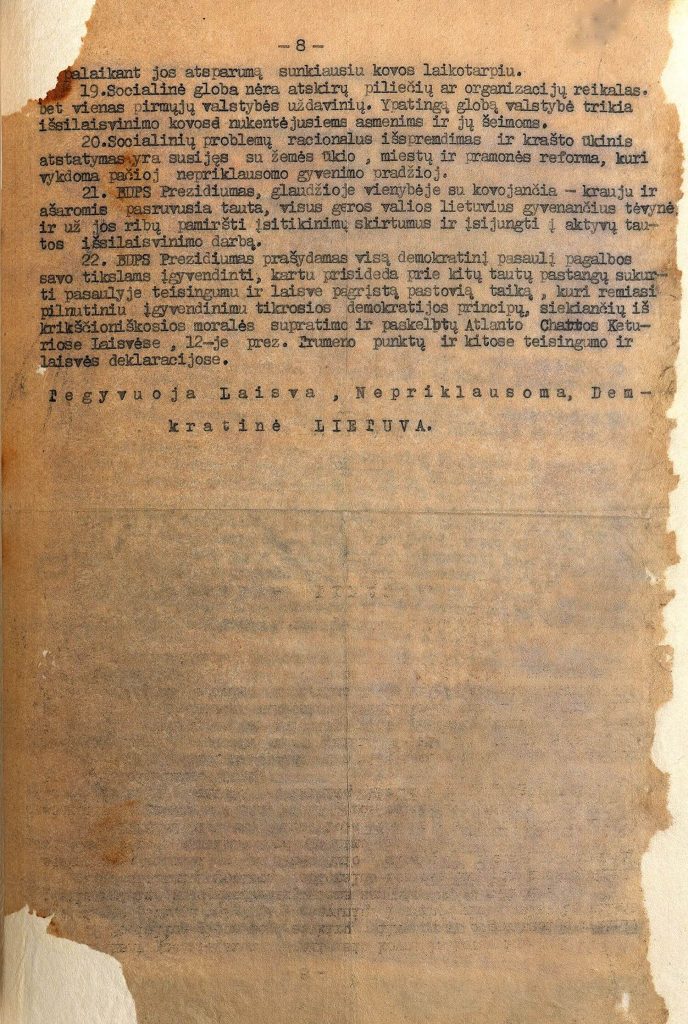 — 8 —
palaikant jos atsparumą sunkiausiu kovos laikotarpiu.
19.Socialinė globa nėra atskirų piliečių ar organizacijų reikalas.
bet vienas pirmųjų valstybės uždavinių. Ypatingą globą valstybė trikia
išsilaisvinimo kovosd nukentėjusiems asmenims ir jų šeimoms.
20.Socialinių problemų racionalus išsprendimas ir krašto ūkinis
atstatymas yra susijęs su žemės ūkio , miestų ir pramonės reforma, kuri
vykdoma pačioj nepriklausomo gyvenimo pradžioj.
21. BDPS Prezidiumas, glaudžioje vienybėje su kovojančia — krauju ir
ašaromis pasruvusia tauta, visus geros valios lietuvius gyvenančius tėvynė
ir už jos ribų pamiršti įsitikinimų skirtumus ir įsijungti į aktyvų tau-
tos išsilaisvinimo darbą.
22. BDPS Prezidiumas prašydamas visą demokratinį pasaulį pagalbos
savo tikslams įgyvendinti, kartu prisideda prie kitų tautų pastangų sukur-
ti pasaulyje teisingumu ir laisve pagrįstą pastovią taiką , kuri remiasi
pilnutiniu įgyvendinimu tikrosios demokratijos principų, siekiančių iš
krikščioniškosios moralės supratimo ir paskelbtų Atlanto Chartos Ketu-
riose Laisvėse , 12-je prez. Trumeno punktų ir kitose teisingumo ir
laisvės deklaracijose.
Tegyvuoja Laisva , Nepriklausoma, Dem-
kratinė LIETUVA.